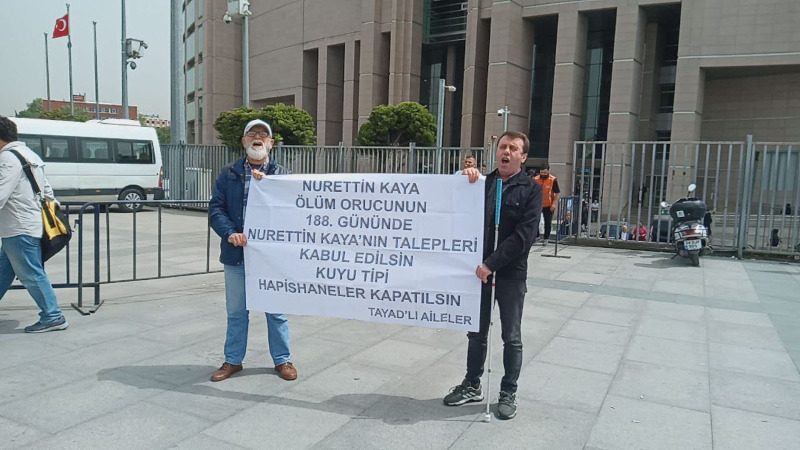 NURETTİN KAYA
ÖLÜM ORUCUNUN
188. GÜNÜNDE
NURETTİN KAYA'NIN TALEPLERİ
KABUL EDİLSİN
KUYU TİPİ
HAPİSHANELER KAPATILSIN
TAYAD'LI AİLELER